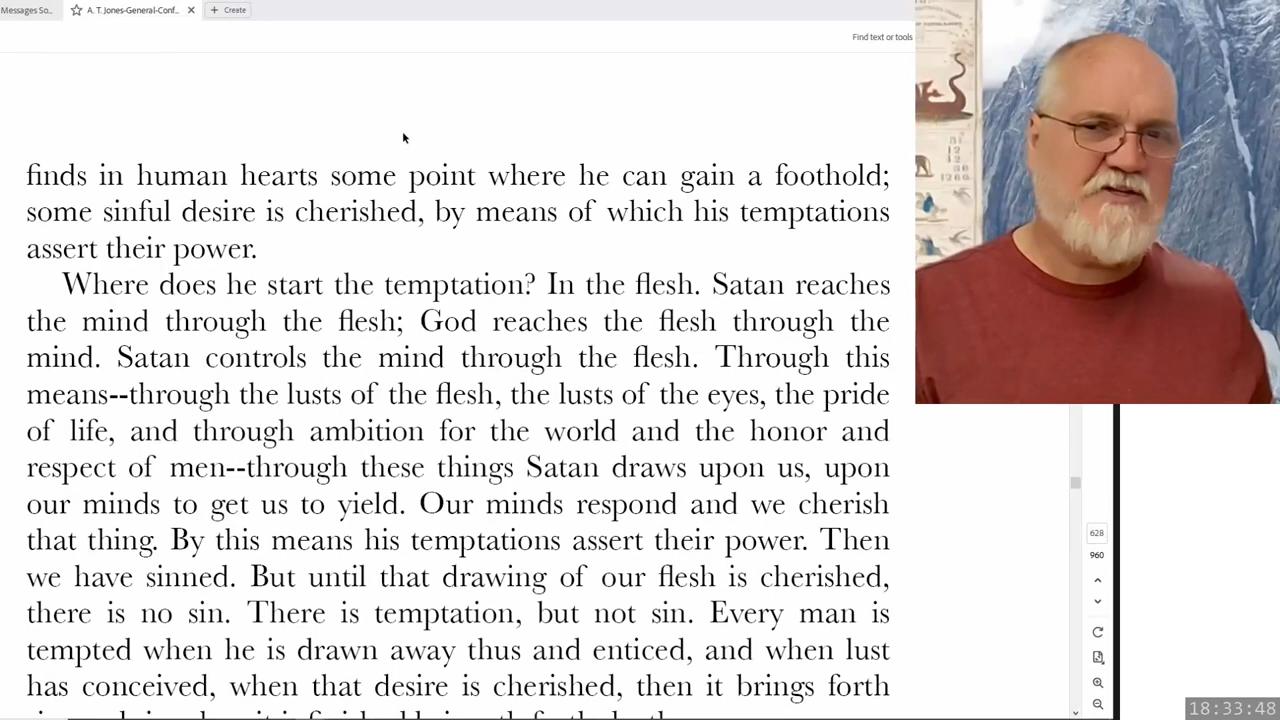 Messages So...
A. T. Jones-General-Conf...
Create
Find text or tools
finds in human hearts some point where he can gain a foothold;
some sinful desire is cherished, by means of which his temptations
assert their power.
Where does he start the temptation? In the flesh. Satan reaches
the mind through the flesh; God reaches the flesh through the
mind. Satan controls the mind through the flesh. Through this
means--through the lusts of the flesh, the lusts of the eyes, the pride
of life, and through ambition for the world and the honor and
respect of men--through these things Satan draws upon us, upon
our minds to get us to yield. Our minds respond and we cherish
that thing. By this means his temptations assert their power. Then
we have sinned. But until that drawing of our flesh is cherished,
there is no sin. There is temptation, but not sin. Every man is
tempted when he is drawn away thus and enticed, and when lust
has conceived, when that desire is cherished, then it brings forth
628
960
18:33:48